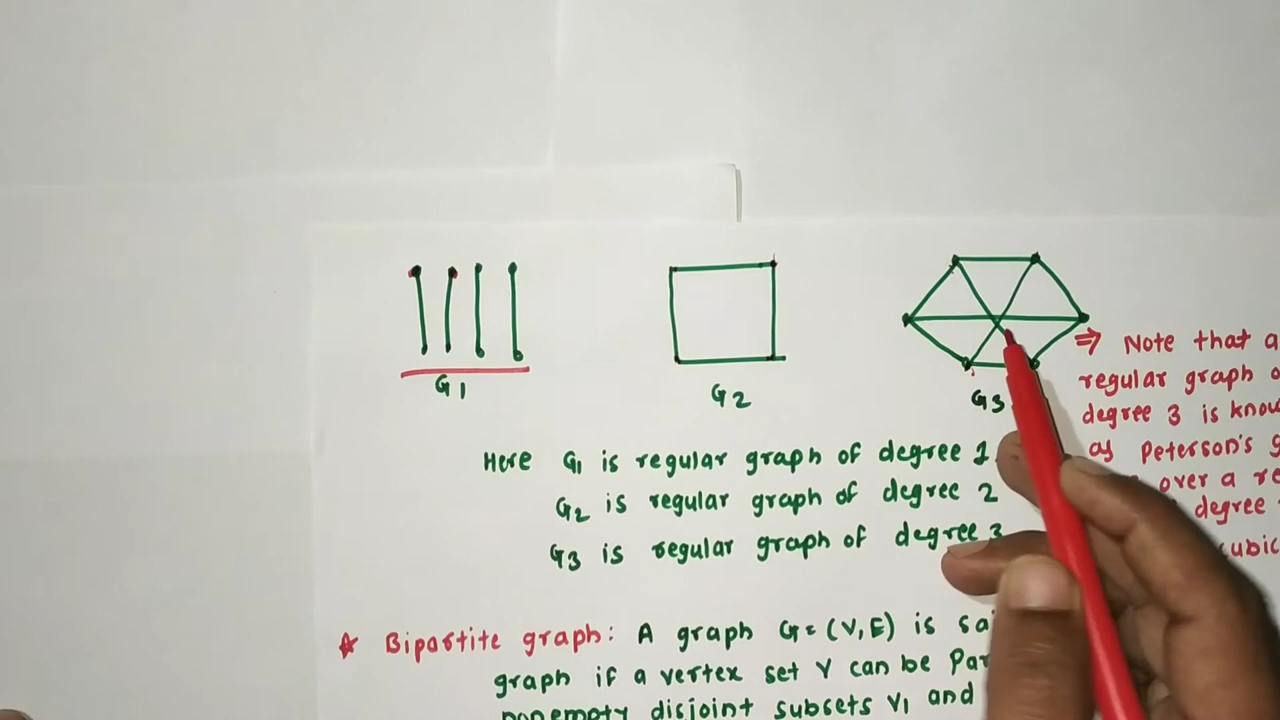 G1
G2
G3
⇒ Note that a
regular graph o
degree 3 is know
as Peterson's g
over a re
degree
cubic
Here G1 is regular graph of degree 1
G2 is regular graph of degree 2
G3 is regular graph of degree 3
★ Bipartite graph: A graph G=(V,E) is sai
graph if a vertex set V can be Par
nonempty disjoint subsets V1 and